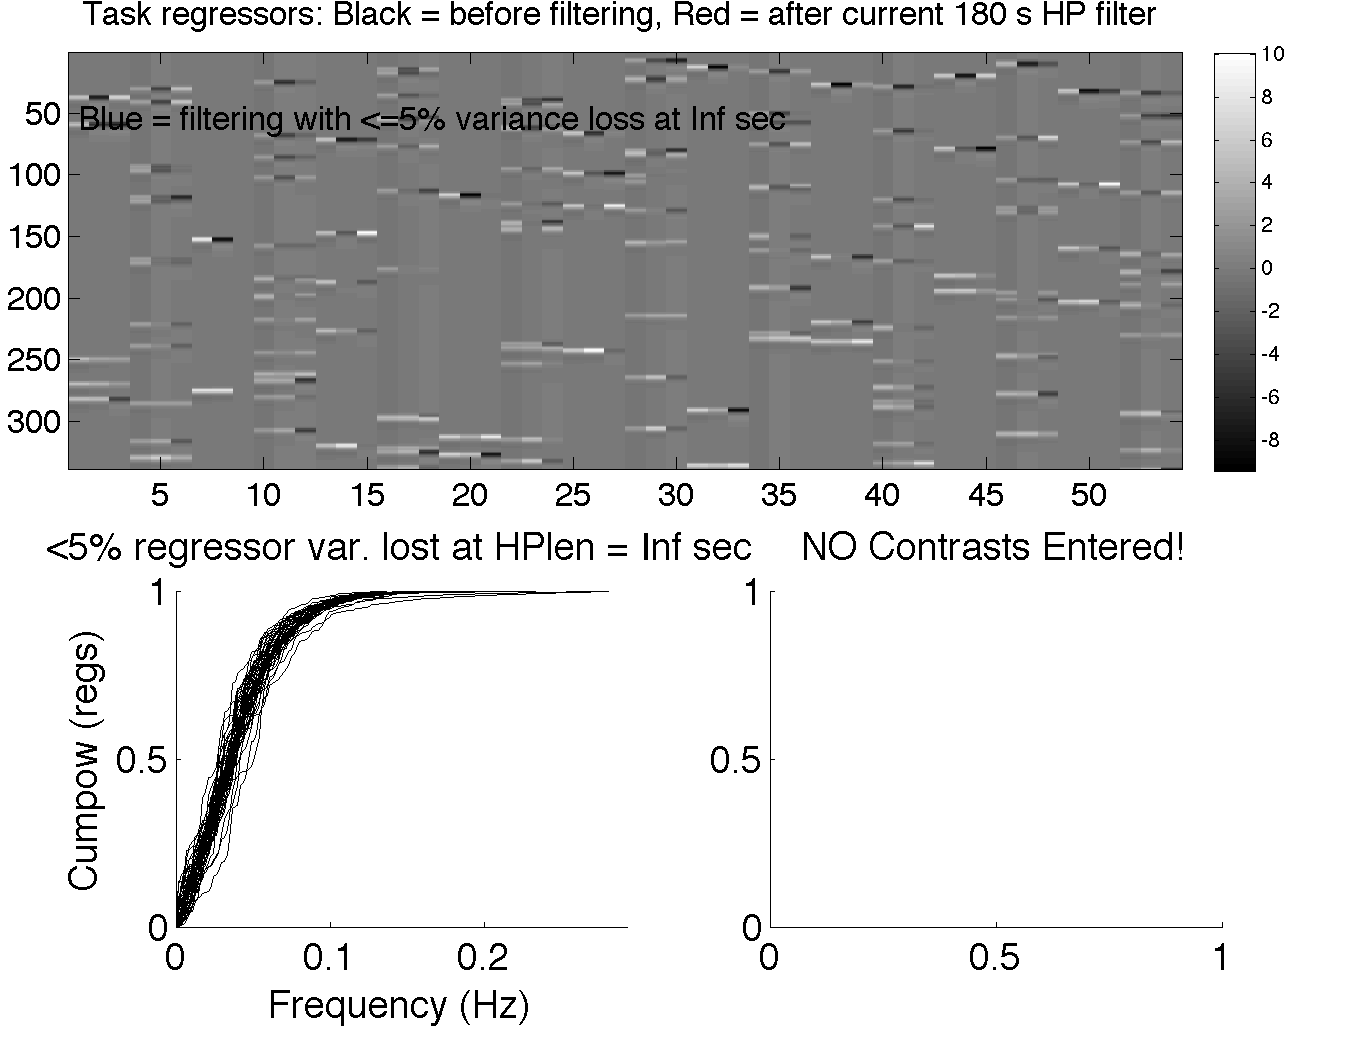 Task regressors: Black = before filtering, Red = after current 180 s HP filter
Blue = filtering with <=5% variance loss at Inf sec
50
100
150
200
250
300
5 10 15 20 25 30 35 40 45 50
10
8
6
4
2
0
-2
-4
-6
-8
<5% regressor var. lost at HPlen = Inf sec
1
0.5
0
Cumpow (regs)
0 0.1 0.2
Frequency (Hz)
NO Contrasts Entered!
1
0.5
0
0 0.5 1